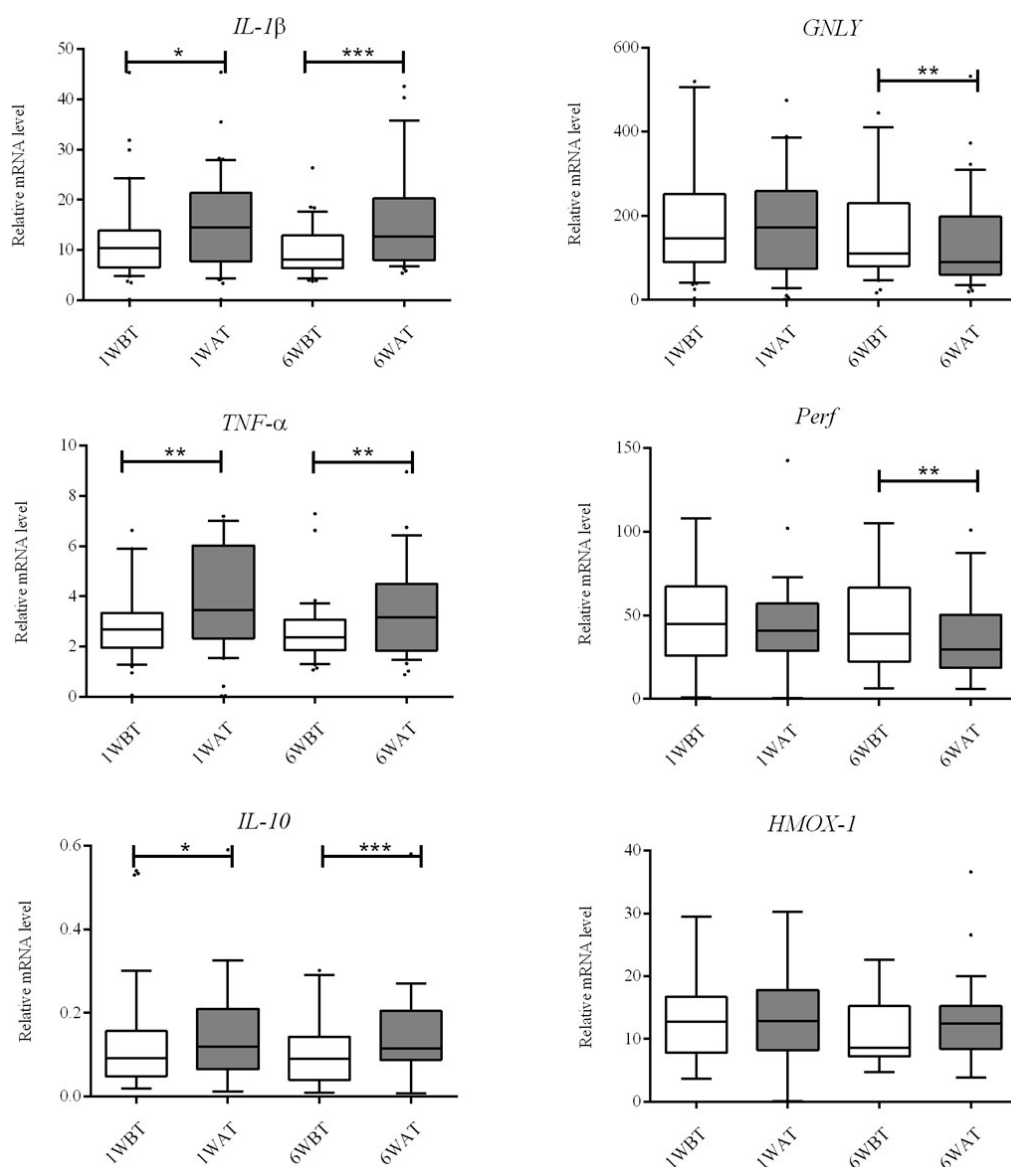 IL-1β
*
***
Relative mRNA level
50
40
30
20
10
0
1WBT
1WAT
6WBT
6WAT
GNLY
**
Relative mRNA level
600
400
200
0
1WBT
1WAT
6WBT
6WAT
TNF-α
**
**
Relative mRNA level
10
8
6
4
2
0
1WBT
1WAT
6WBT
6WAT
Perf
**
Relative mRNA level
150
100
50
0
1WBT
1WAT
6WBT
6WAT
IL-10
*
***
Relative mRNA level
0.6
0.4
0.2
0.0
1WBT
1WAT
6WBT
6WAT
HMOX-1
Relative mRNA level
40
30
20
10
0
1WBT
1WAT
6WBT
6WAT